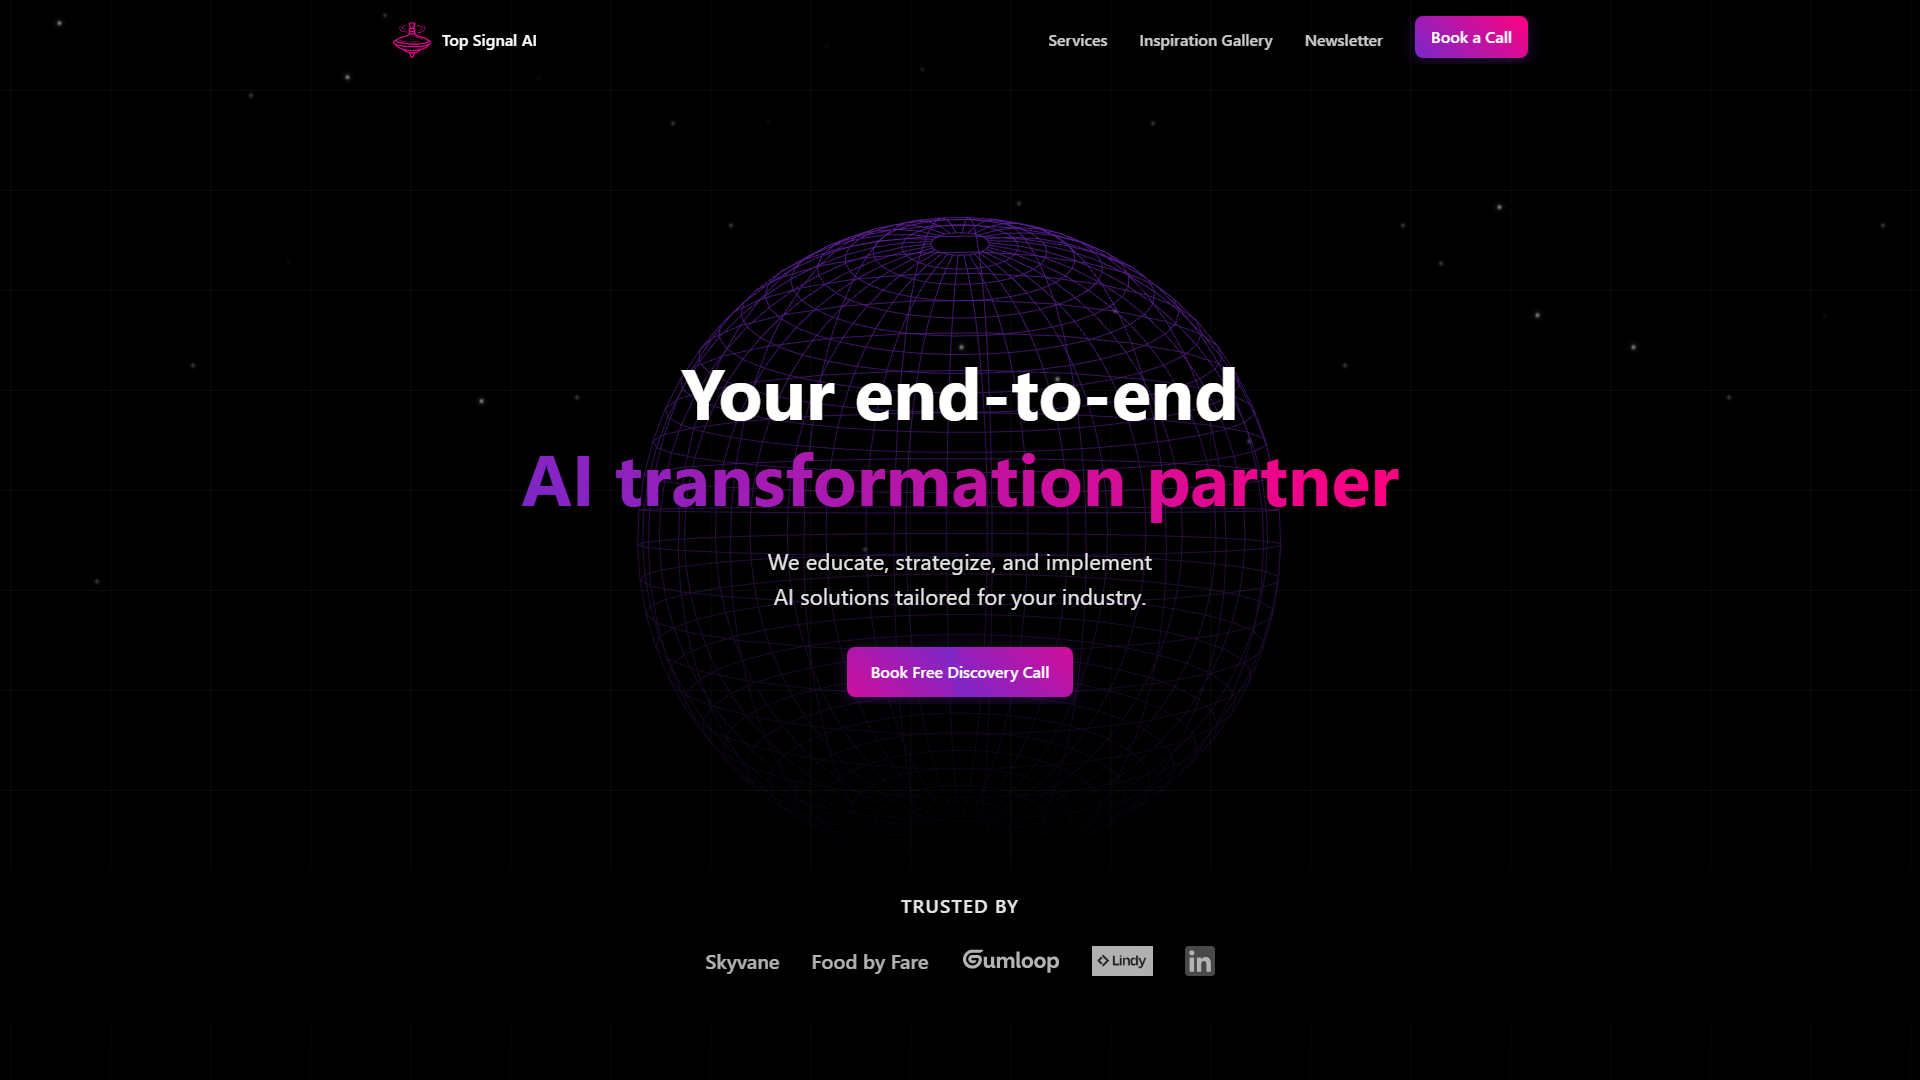 Top Signal AI
Services
Inspiration Gallery
Newsletter
Book a Call
Your end-to-end
AI transformation partner
We educate, strategize, and implement
AI solutions tailored for your industry.
Book Free Discovery Call
TRUSTED BY
Skyvane
Food by Fare
Gumloop
Lindy
in